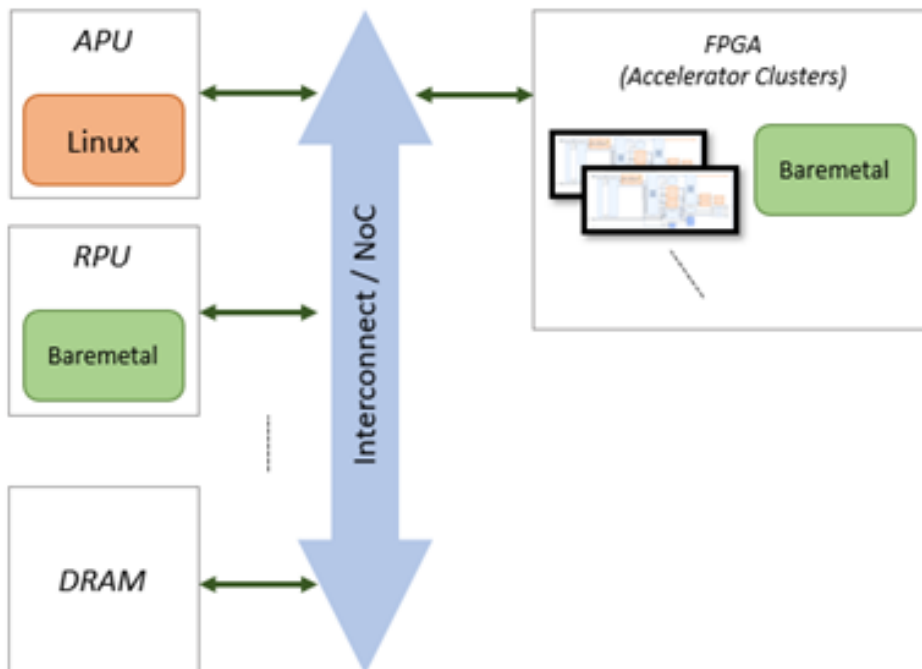 APU
Linux
RPU
Baremetal
DRAM
Interconnect / NoC
FPGA
(Accelerator Clusters)
Baremetal